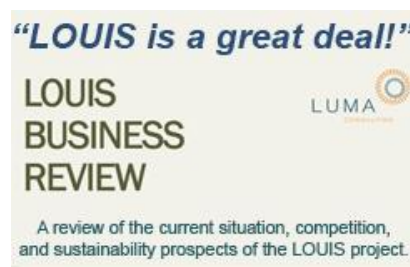 “LOUIS is a great deal!”
LOUIS
BUSINESS
REVIEW
LUMA
CONSULTING
A review of the current situation, competition,
and sustainability prospects of the LOUIS project.